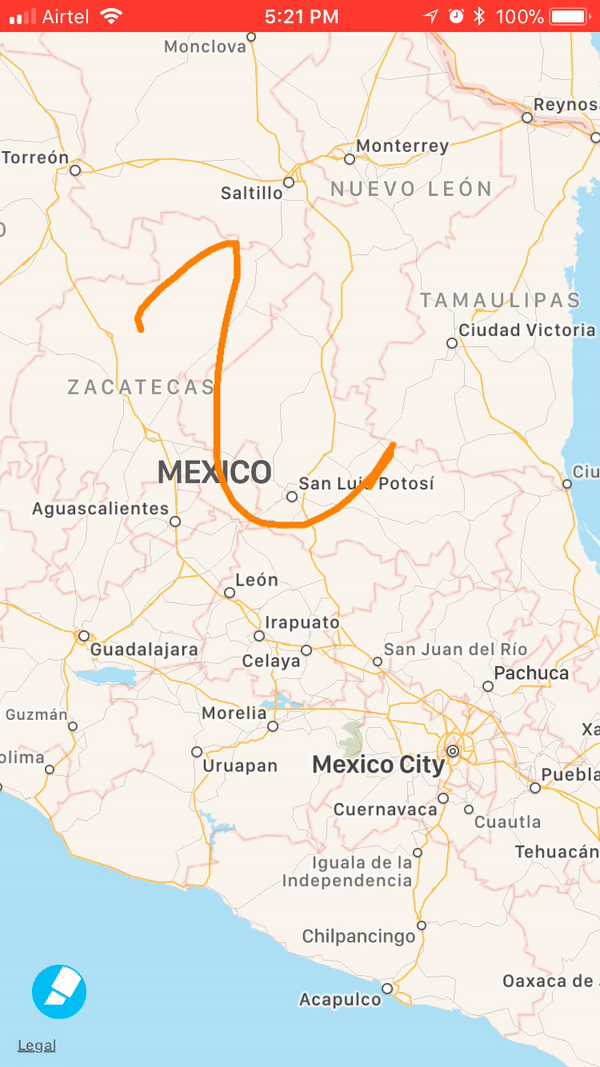 Airtel 5:21 PM 100%
Monclova
Reynos
Torreón
Monterrey
Saltillo
NUEVO LEÓN
TAMAULIPAS
Ciudad Victoria
ZACATECAS
MEXICO
San Luis Potosí
Ciu
Aguascalientes
León
Irapuato
Guadalajara
Celaya
San Juan del Río
Pachuca
Guzmán
Morelia
Xa
olima
Uruapan
Mexico City
Puebla
Cuernavaca
Cuautla
Tehuacán
Iguala de la
Independencia
Chilpancingo
Oaxaca de
Acapulco
Legal